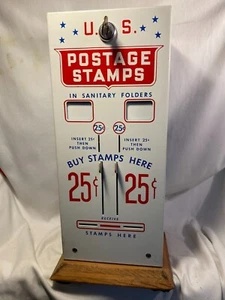 U. S.
POSTAGE
STAMPS
IN SANITARY FOLDERS
25¢ 25¢
INSERT 25¢ INSERT 25¢
THEN THEN
PUSH DOWN PUSH DOWN
BUY STAMPS HERE
25¢ 25¢
RECEIVE
STAMPS HERE